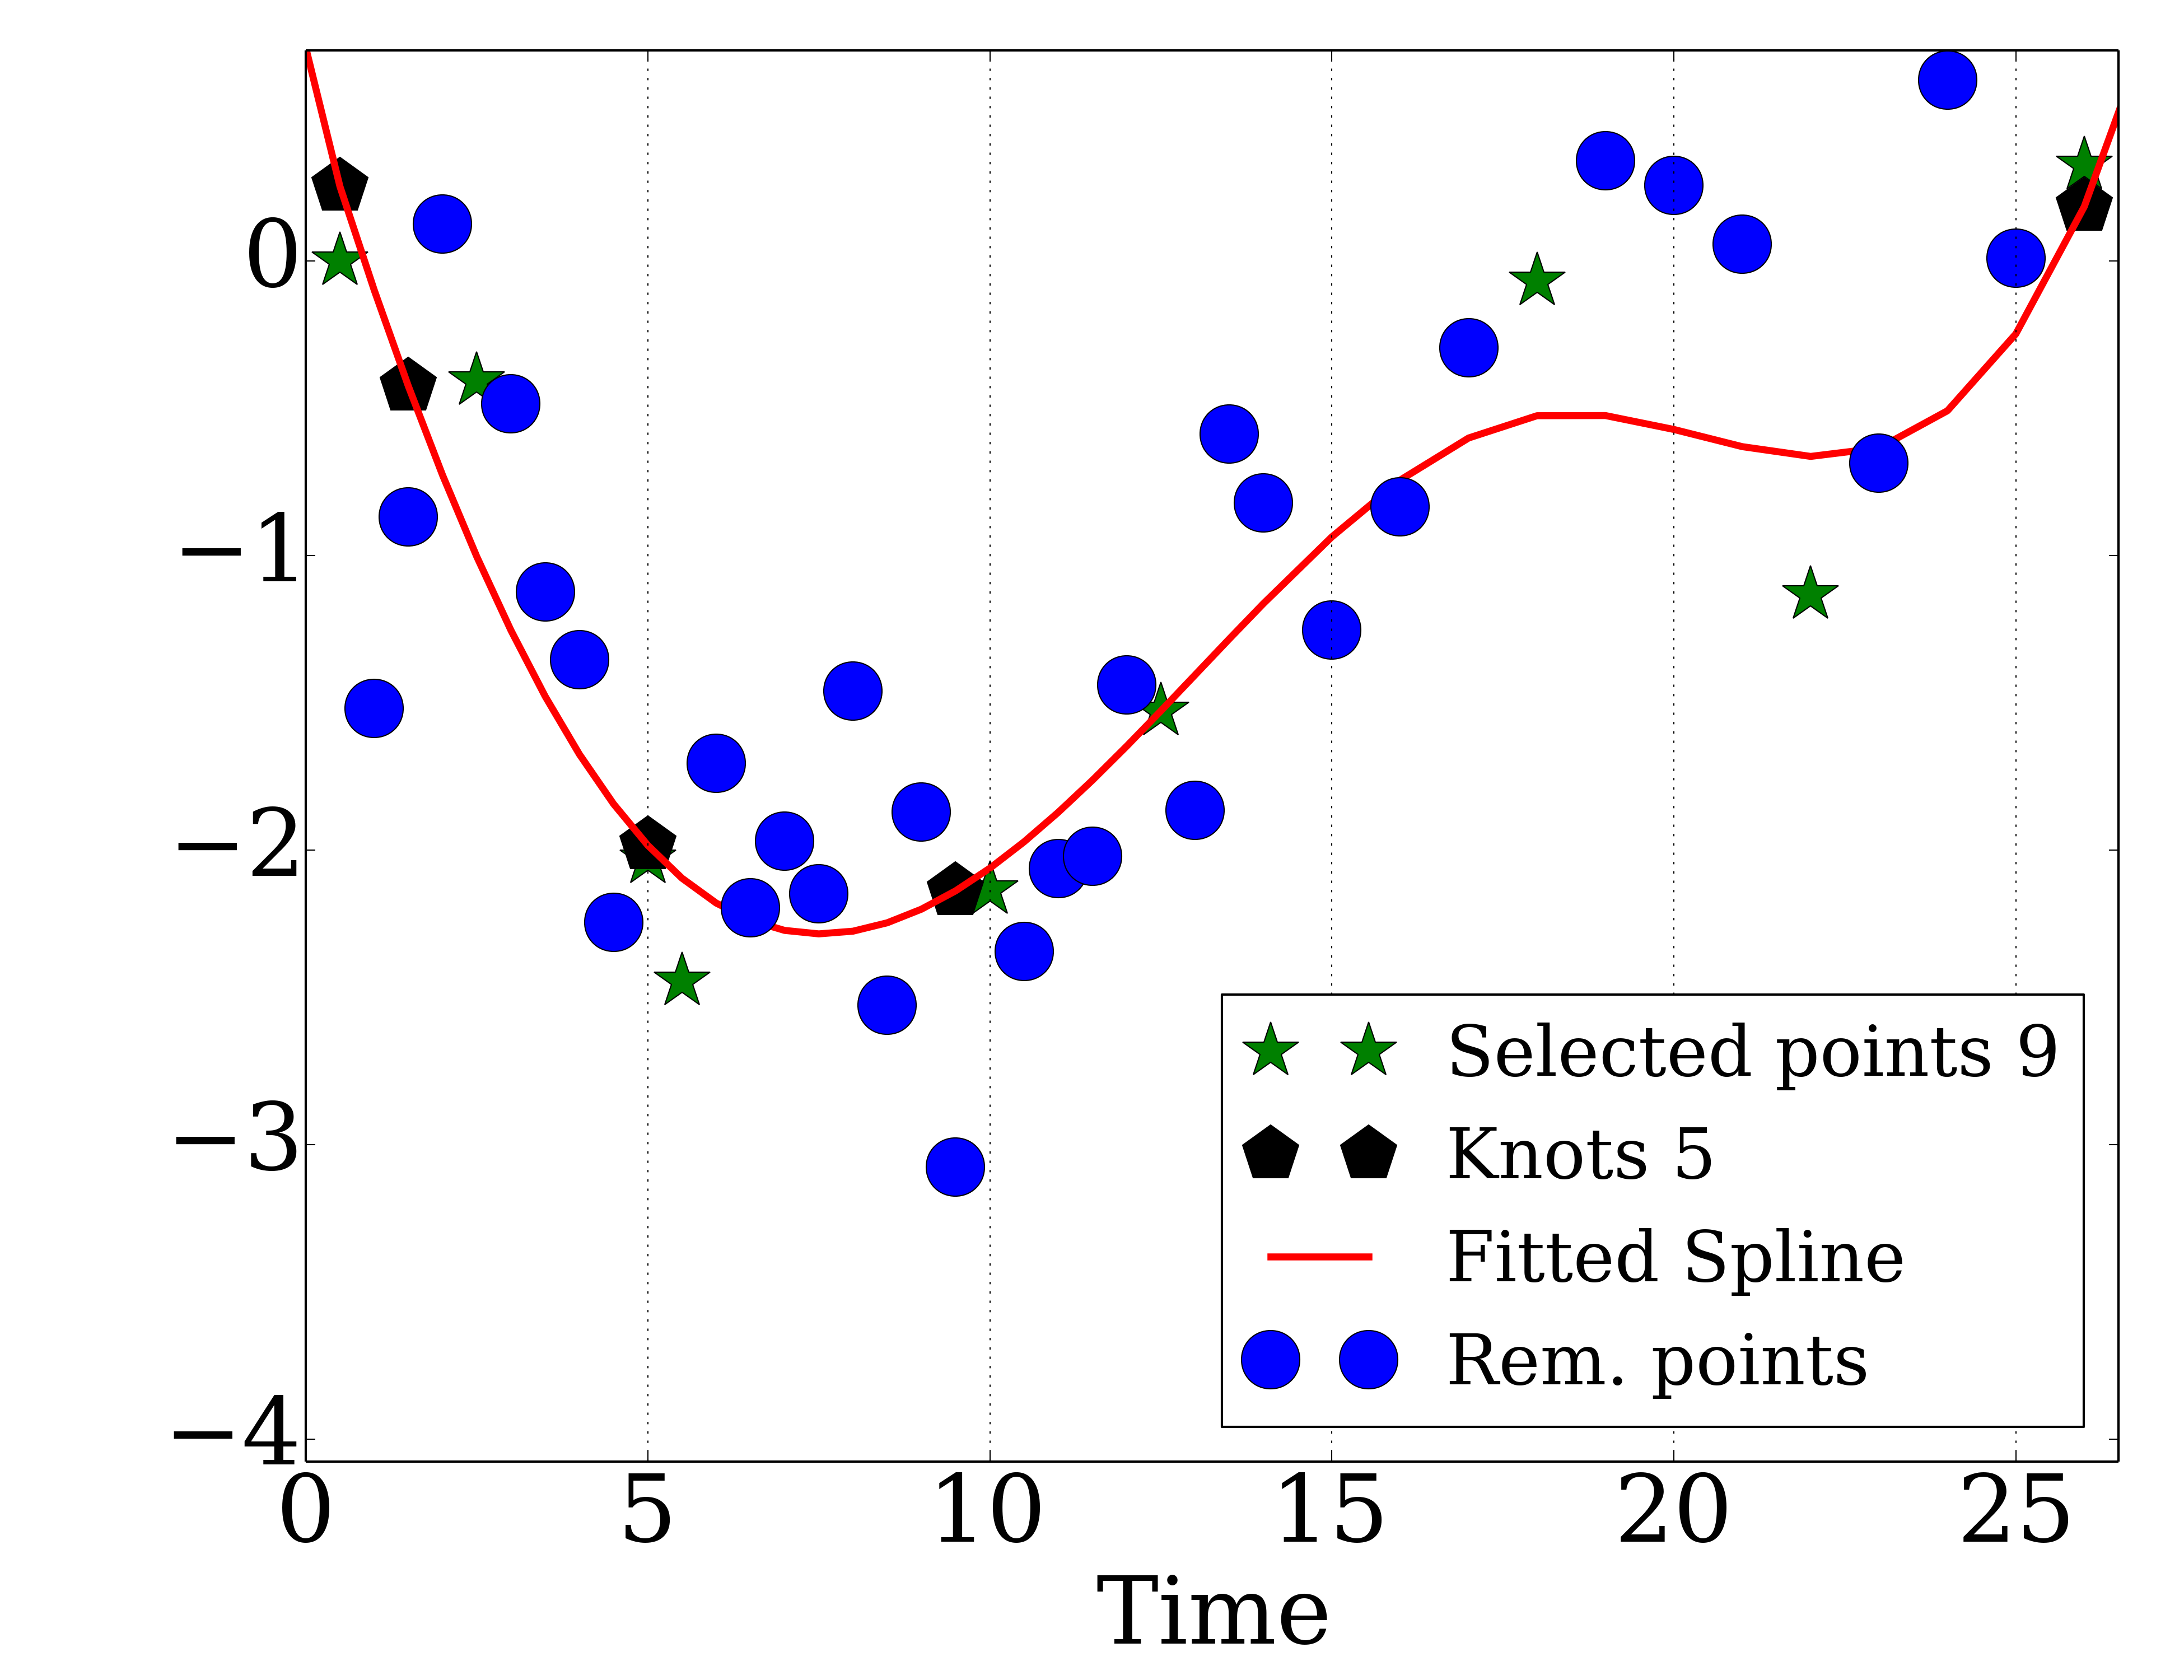 0
−1
−2
−3
−4
0 5 10 15 20 25
Time
Selected points 9
Knots 5
Fitted Spline
Rem. points